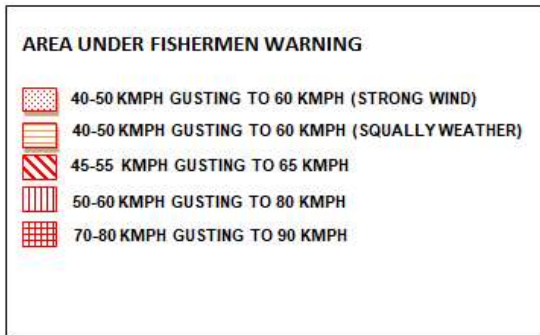 AREA UNDER FISHERMEN WARNING
40-50 KMPH GUSTING TO 60 KMPH (STRONG WIND)
40-50 KMPH GUSTING TO 60 KMPH (SQUALLY WEATHER)
45-55 KMPH GUSTING TO 65 KMPH
50-60 KMPH GUSTING TO 80 KMPH
70-80 KMPH GUSTING TO 90 KMPH